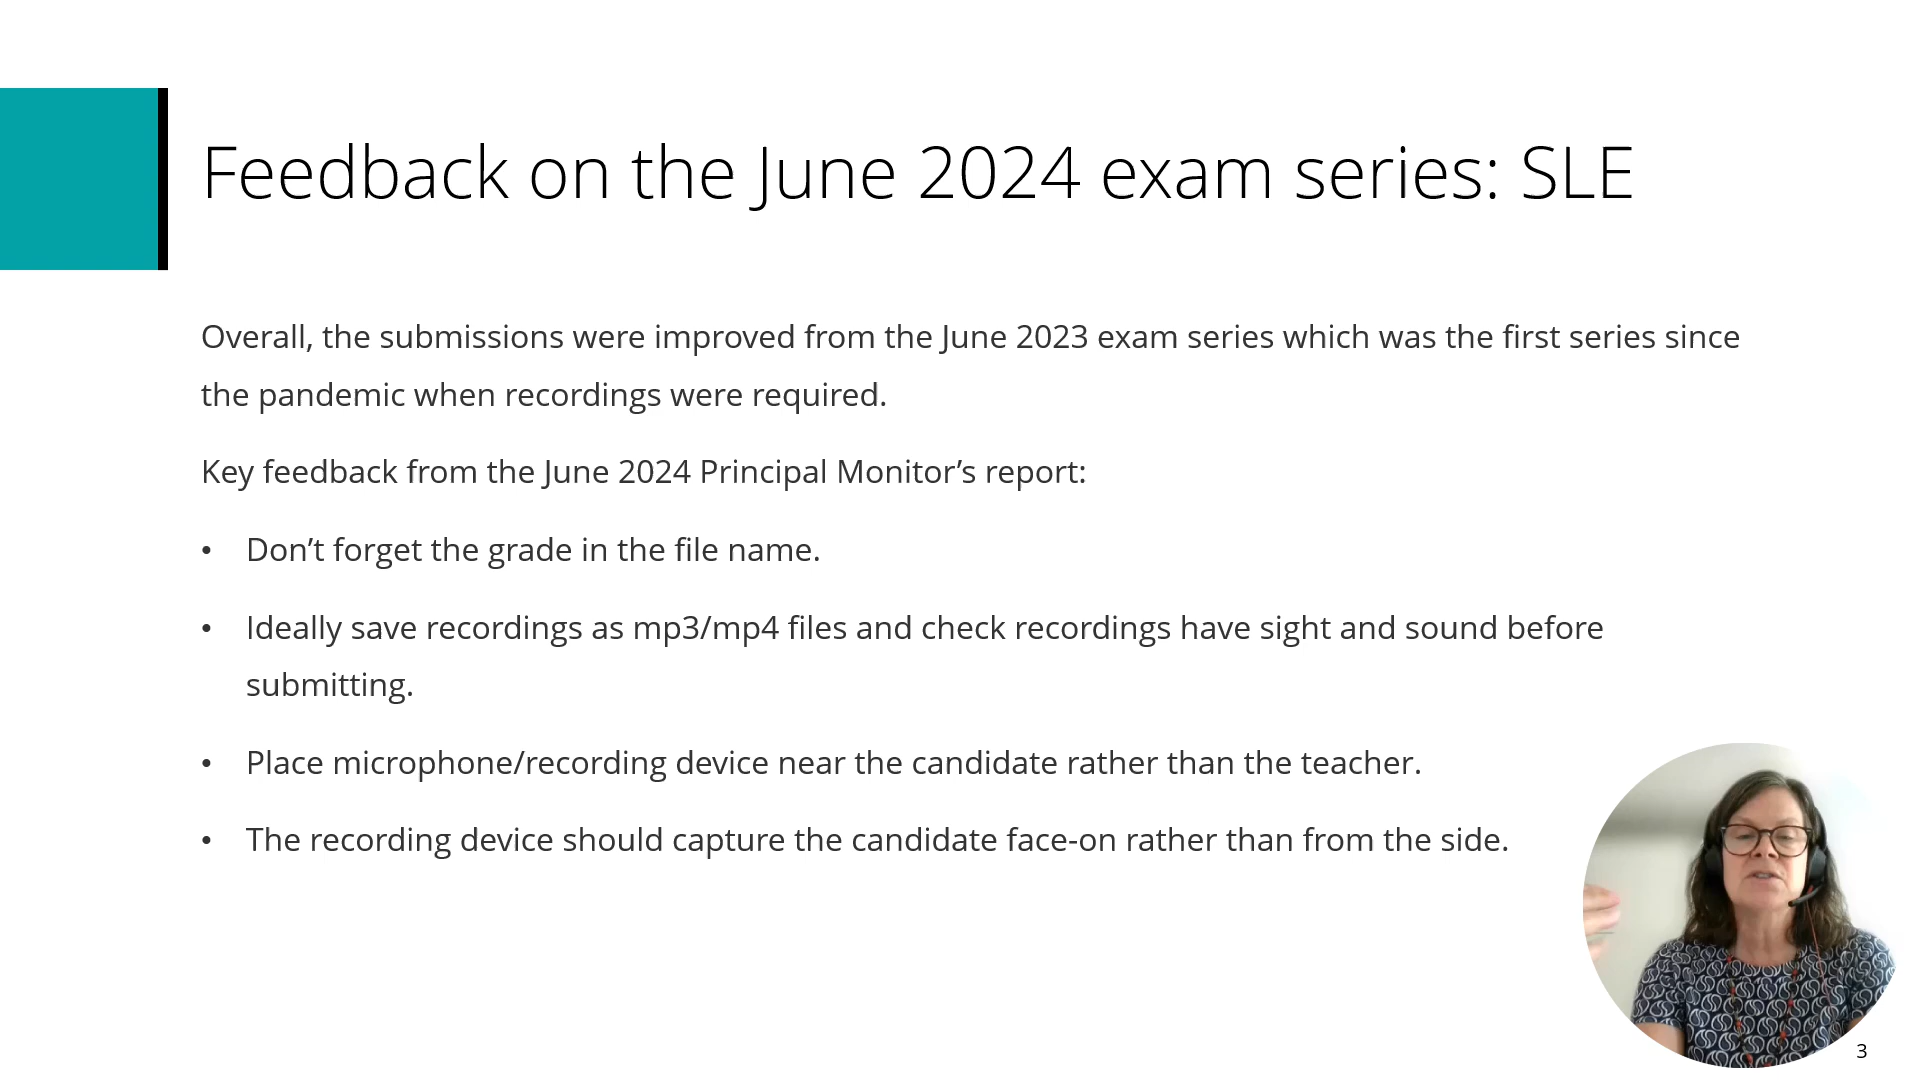 Feedback on the June 2024 exam series: SLE
Overall, the submissions were improved from the June 2023 exam series which was the first series since
the pandemic when recordings were required.
Key feedback from the June 2024 Principal Monitor’s report:
• Don’t forget the grade in the file name.
• Ideally save recordings as mp3/mp4 files and check recordings have sight and sound before
submitting.
• Place microphone/recording device near the candidate rather than the teacher.
• The recording device should capture the candidate face-on rather than from the side.
3